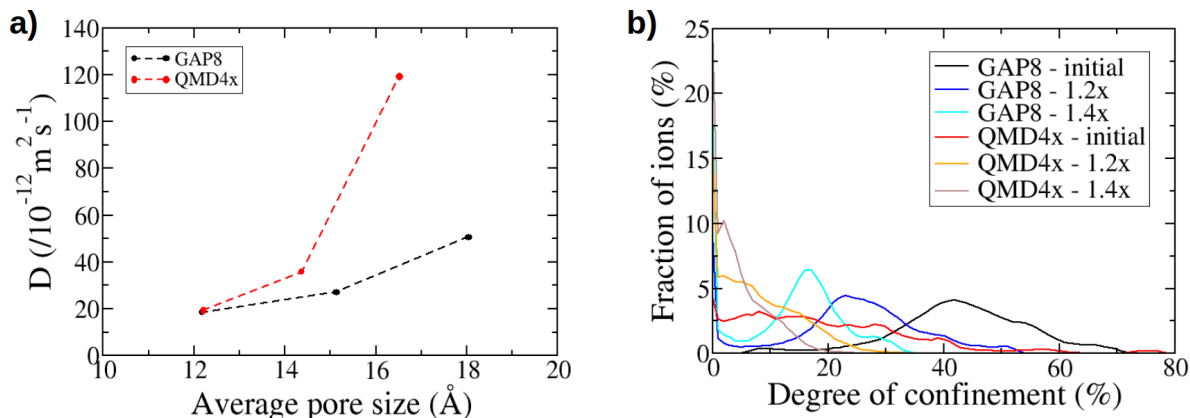 a)
140
120
100
80
60
40
20
0
D (/10⁻¹² m² s⁻¹)
GAP8
QMD4x
10 12 14 16 18 20
Average pore size (Å)
b)
25
20
15
10
5
0
Fraction of ions (%)
GAP8 - initial
GAP8 - 1.2x
GAP8 - 1.4x
QMD4x - initial
QMD4x - 1.2x
QMD4x - 1.4x
0 20 40 60 80
Degree of confinement (%)